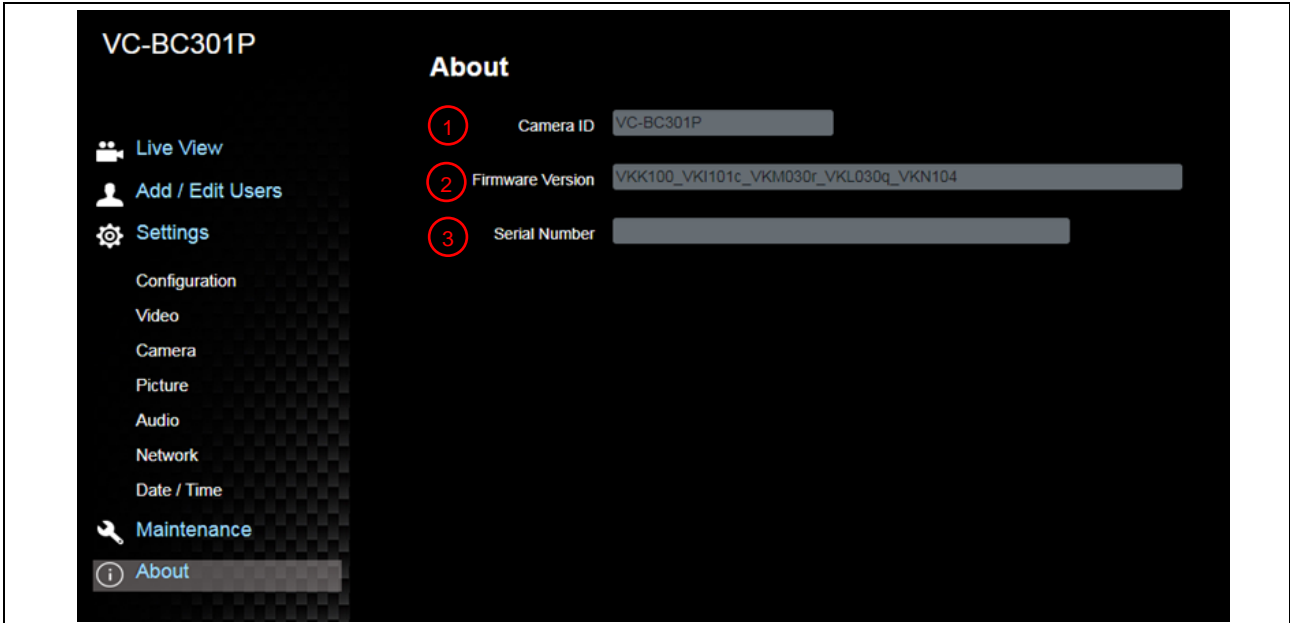 VC-BC301P
Live View
Add / Edit Users
Settings
Configuration
Video
Camera
Picture
Audio
Network
Date / Time
Maintenance
About
About
1 Camera ID VC-BC301P
2 Firmware Version VKK100_VKI101c_VKM030r_VKL030q_VKN104
3 Serial Number